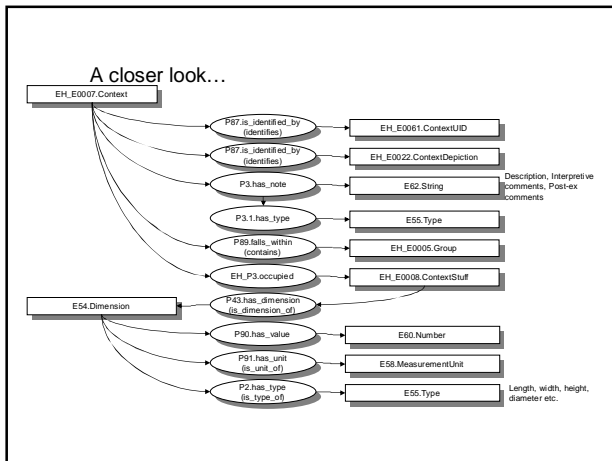 A closer look…
EH_E0007.Context
P87.is_identified_by
(identifies)
EH_E0061.ContextUID
P87.is_identified_by
(identifies)
EH_E0022.ContextDepiction
P3.has_note
E62.String
Description, Interpretive
comments, Post-ex
comments
P3.1.has_type
E55.Type
P89.falls_within
(contains)
EH_E0005.Group
EH_P3.occupied
EH_E0008.ContextStuff
E54.Dimension
P43.has_dimension
(is_dimension_of)
P90.has_value
E60.Number
P91.has_unit
(is_unit_of)
E58.MeasurementUnit
P2.has_type
(is_type_of)
E55.Type
Length, width, height,
diameter etc.